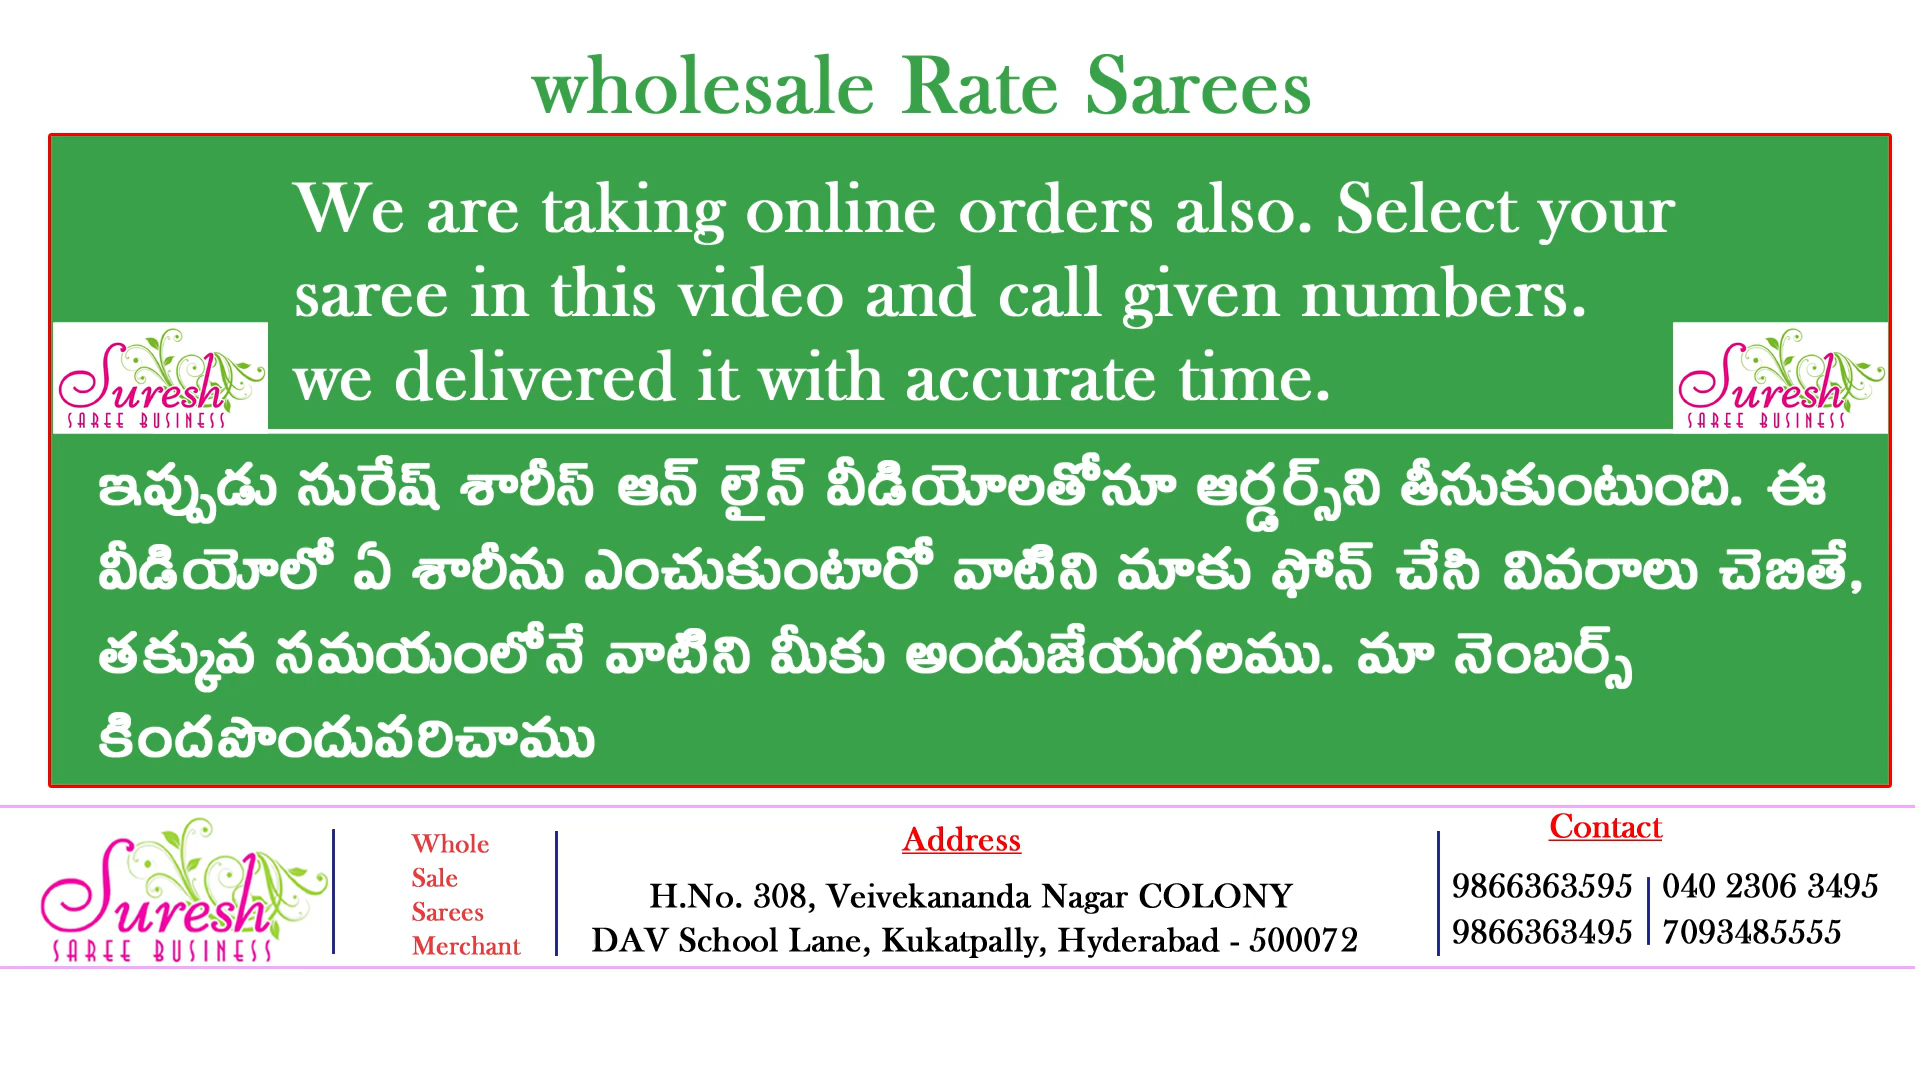 wholesale Rate Sarees
We are taking online orders also. Select your
saree in this video and call given numbers.
we delivered it with accurate time.
Suresh
SAREE BUSINESS
Suresh
SAREE BUSINESS
ఇప్పుడు సురేష్ శారీస్ ఆన్ లైన్ వీడియోలతోనూ ఆర్డర్స్‌ని తీసుకుంటుంది. ఈ
వీడియోలో ఏ శారీను ఎంచుకుంటారో వాటిని మాకు ఫోన్ చేసి వివరాలు చెబితే,
తక్కువ సమయంలోనే వాటిని మీకు అందుజేయగలము. మా నెంబర్స్
కిందపొందుపరిచాము
Suresh
SAREE BUSINESS
Whole
Sale
Sarees
Merchant
Address
H.No. 308, Veivekananda Nagar COLONY
DAV School Lane, Kukatpally, Hyderabad - 500072
Contact
9866363595 040 2306 3495
9866363495 7093485555